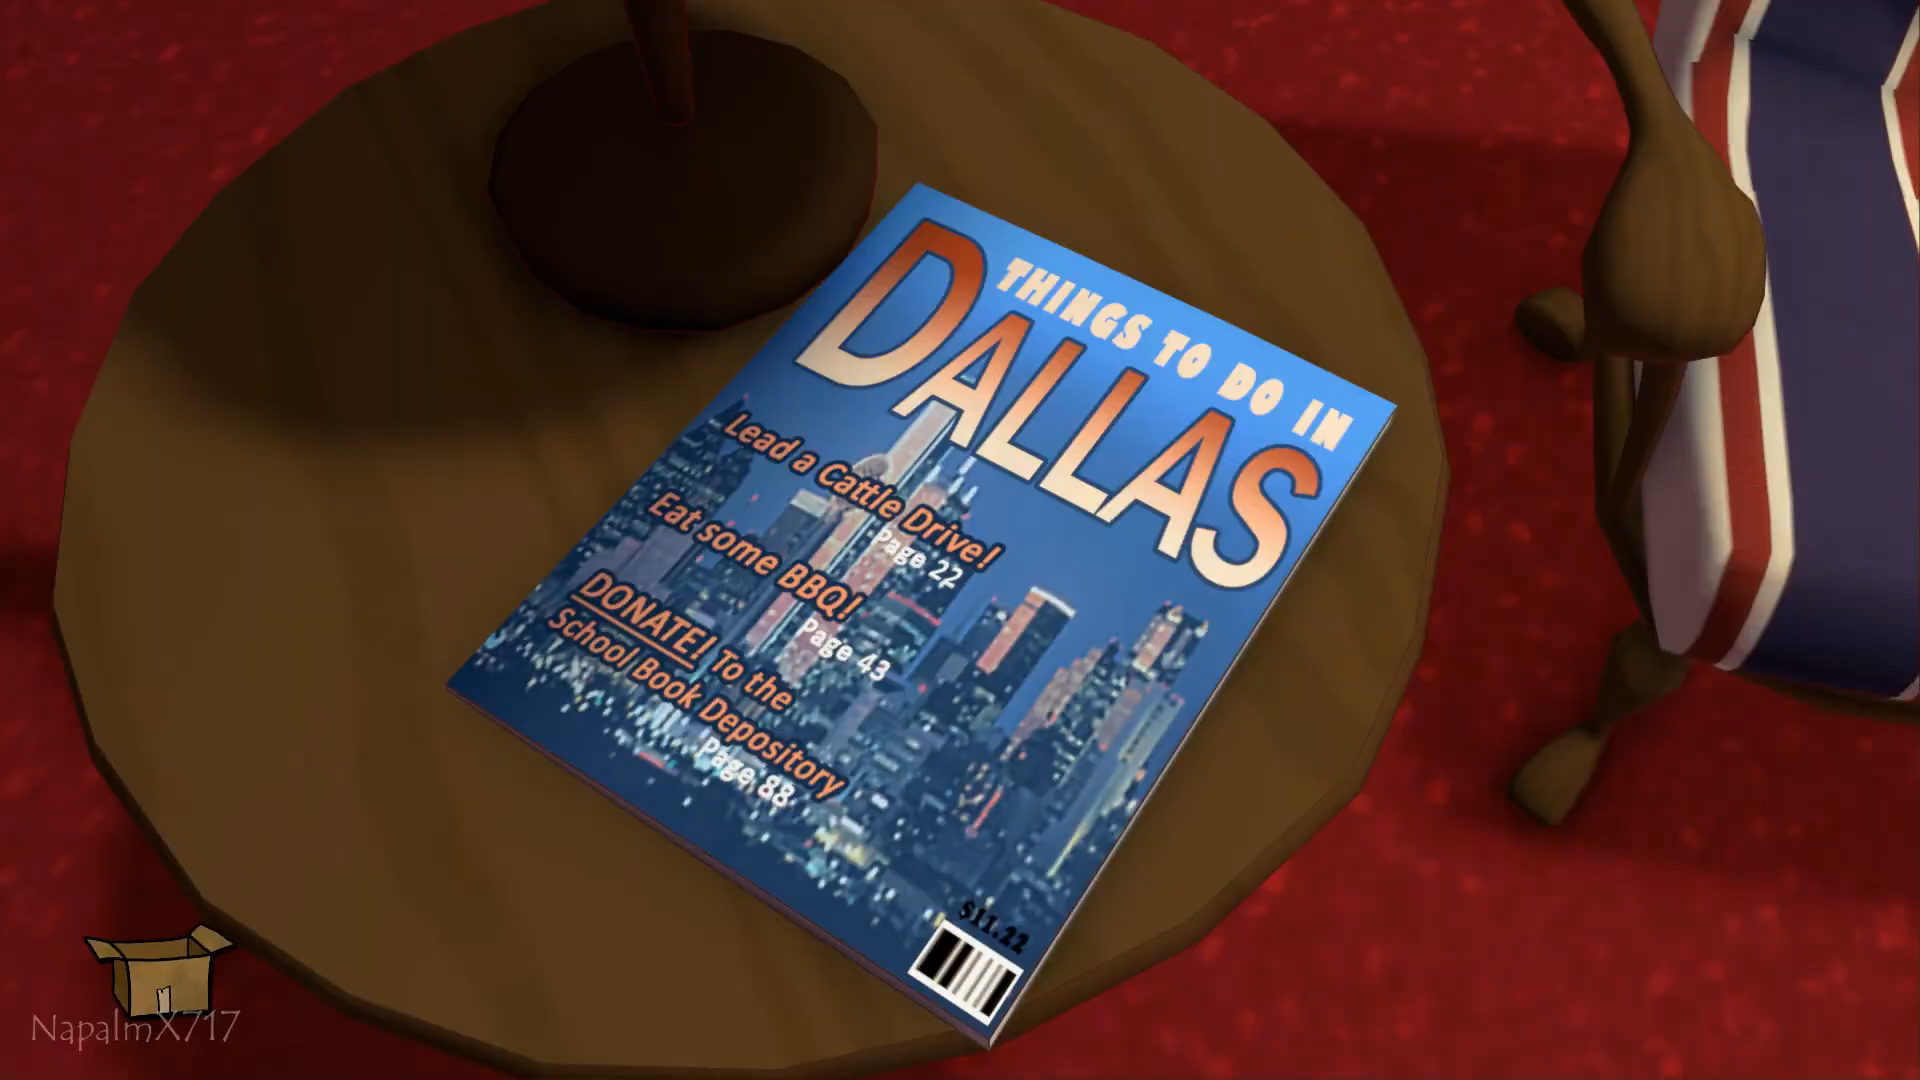 THINGS TO DO IN
DALLAS
Lead a Cattle Drive!
Page 22
Eat some BBQ!
Page 43
DONATE! To the
School Book Depository
Page 88
$11.22
NapalmX717